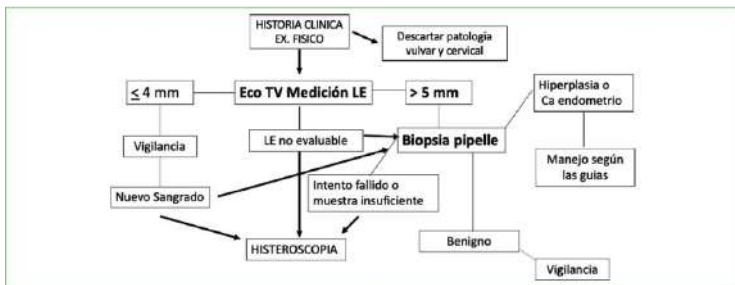 HISTORIA CLINICA
EX. FISICO
Descartar patología
vulvar y cervical
≤ 4 mm
Eco TV Medición LE
> 5 mm
Hiperplasia o
Ca endometrio
Vigilancia
LE no evaluable
Biopsia pipelle
Manejo según
las guias
Nuevo Sangrado
Intento fallido o
muestra insuficiente
HISTEROSCOPIA
Benigno
Vigilancia